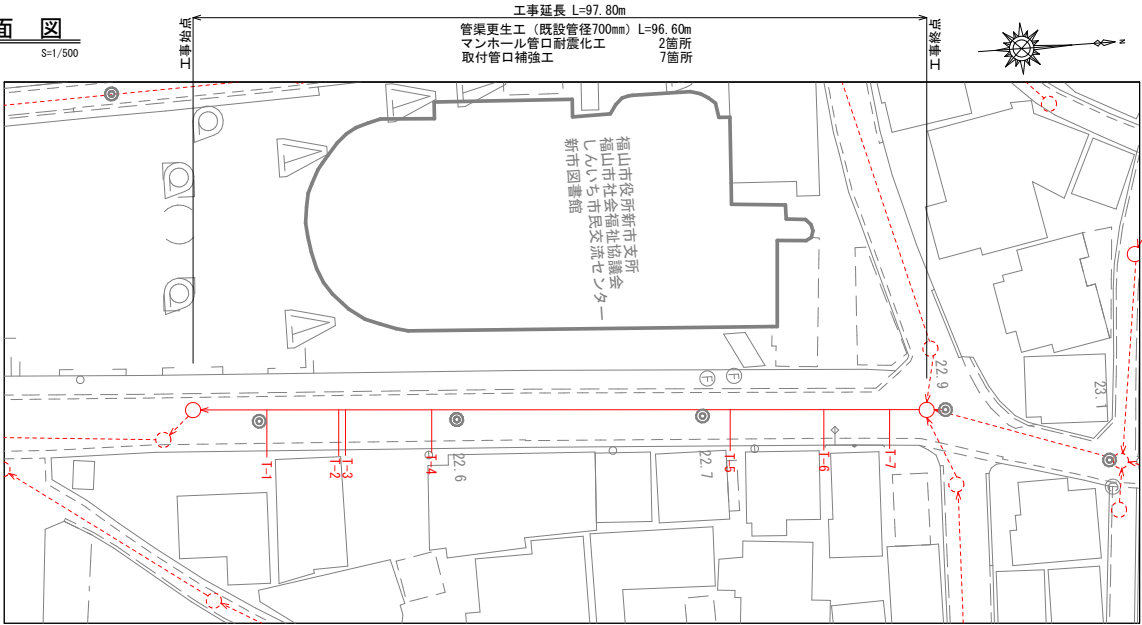 面 図
S=1/500
工事始点
工事延長 L=97.80m
管渠更生工（既設管径700mm）L=96.60m
マンホール管口耐震化工 2箇所
取付管口補強工 7箇所
工事終点
N
福山市役所新市支所
福山市社会福祉協議会
しんいち市民交流センター
新市図書館
F
F
22.9
23.1
T-1
T-2
T-3
T-4
22.6
22.7
T-5
T-6
T-7